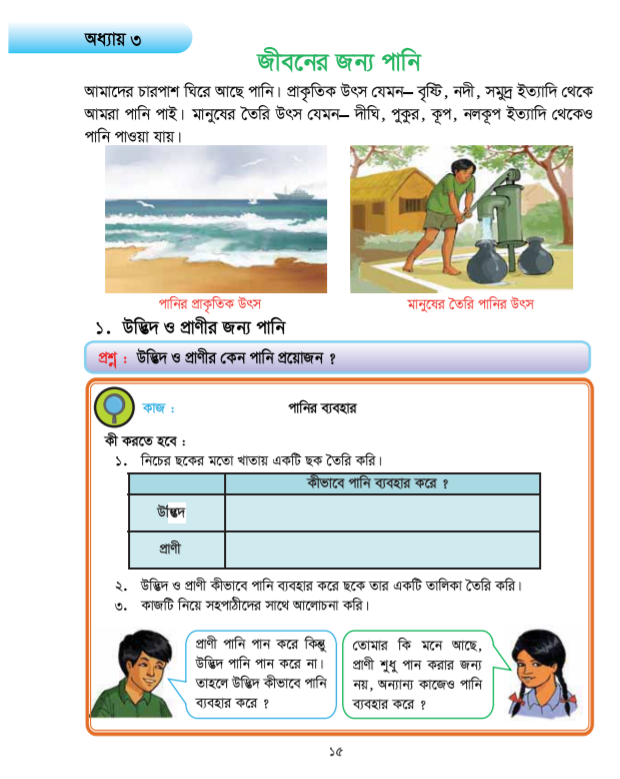 অধ্যায় ৩
জীবনের জন্য পানি
আমাদের চারপাশ ঘিরে আছে পানি। প্রাকৃতিক উৎস যেমন— বৃষ্টি, নদী, সমুদ্র ইত্যাদি থেকে
আমরা পানি পাই। মানুষের তৈরি উৎস যেমন— দীঘি, পুকুর, কূপ, নলকূপ ইত্যাদি থেকেও
পানি পাওয়া যায়।
পানির প্রাকৃতিক উৎস
মানুষের তৈরি পানির উৎস
১. উদ্ভিদ ও প্রাণীর জন্য পানি
প্রশ্ন : উদ্ভিদ ও প্রাণীর কেন পানি প্রয়োজন ?
কাজ : পানির ব্যবহার
কী করতে হবে :
১. নিচের ছকের মতো খাতায় একটি ছক তৈরি করি।
কীভাবে পানি ব্যবহার করে ?
উদ্ভিদ
প্রাণী
২. উদ্ভিদ ও প্রাণী কীভাবে পানি ব্যবহার করে ছকে তার একটি তালিকা তৈরি করি।
৩. কাজটি নিয়ে সহপাঠীদের সাথে আলোচনা করি।
প্রাণী পানি পান করে কিন্তু
উদ্ভিদ পানি পান করে না।
তাহলে উদ্ভিদ কীভাবে পানি
ব্যবহার করে ?
তোমার কি মনে আছে,
প্রাণী শুধু পান করার জন্য
নয়, অন্যান্য কাজেও পানি
ব্যবহার করে ?
১৫